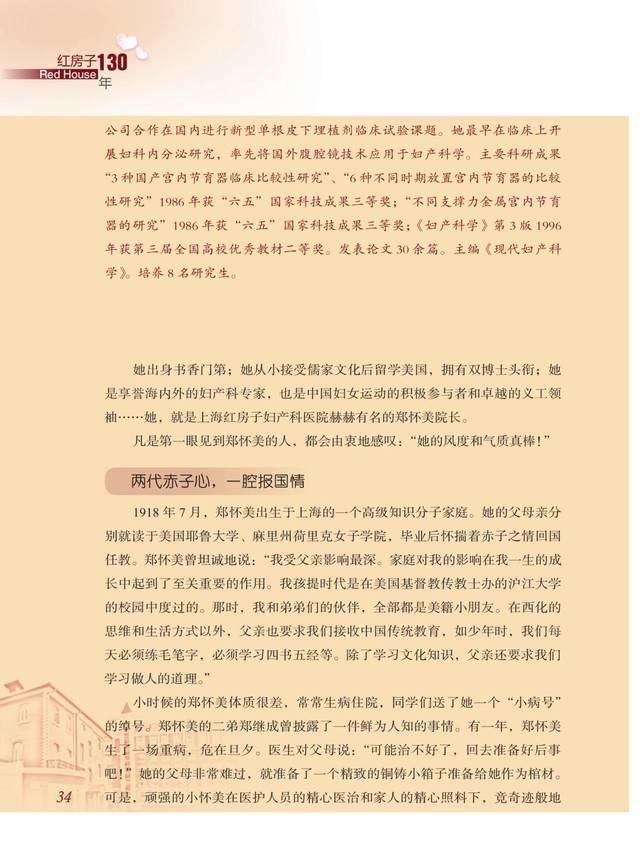 红房子130年
Red House
公司合作在国内进行新型单根皮下埋植剂临床试验课题。她最早在临床上开
展妇科内分泌研究，率先将国外腹腔镜技术应用于妇产科学。主要科研成果
“3 种国产宫内节育器临床比较性研究”、“6 种不同时期放置宫内节育器的比较
性研究” 1986 年获 “六五” 国家科技成果三等奖；“不同支撑力金属宫内节育
器的研究” 1986 年获 “六五” 国家科技成果三等奖；《妇产科学》第 3 版 1996
年获第三届全国高校优秀教材二等奖。发表论文 30 余篇。主编《现代妇产科
学》。培养 8 名研究生。
她出身书香门第；她从小接受儒家文化后留学美国，拥有双博士头衔；她
是享誉海内外的妇产科专家，也是中国妇女运动的积极参与者和卓越的义工领
袖……她，就是上海红房子妇产科医院赫赫有名的郑怀美院长。
凡是第一眼见到郑怀美的人，都会由衷地感叹：“她的风度和气质真棒！”
两代赤子心，一腔报国情
1918 年 7 月，郑怀美出生于上海的一个高级知识分子家庭。她的父母亲分
别就读于美国耶鲁大学、麻里州荷里克女子学院，毕业后怀揣着赤子之情回国
任教。郑怀美曾坦诚地说：“我受父亲影响最深。家庭对我的影响在我一生的成
长中起到了至关重要的作用。我孩提时代是在美国基督教传教士办的沪江大学
的校园中度过的。那时，我和弟弟们的伙伴，全部都是美籍小朋友。在西化的
思维和生活方式以外，父亲也要求我们接收中国传统教育，如少年时，我们每
天必须练毛笔字，必须学习四书五经等。除了学习文化知识，父亲还要求我们
学习做人的道理。”
小时候的郑怀美体质很差，常常生病住院，同学们送了她一个 “小病号”
的绰号。郑怀美的二弟郑继成曾披露了一件鲜为人知的事情。有一年，郑怀美
生了一场重病，危在旦夕。医生对父母说：“可能治不好了，回去准备好后事
吧！” 她的父母非常难过，就准备了一个精致的铜铸小箱子准备给她作为棺材。
可是，顽强的小怀美在医护人员的精心医治和家人的精心照料下，竟奇迹般地
34